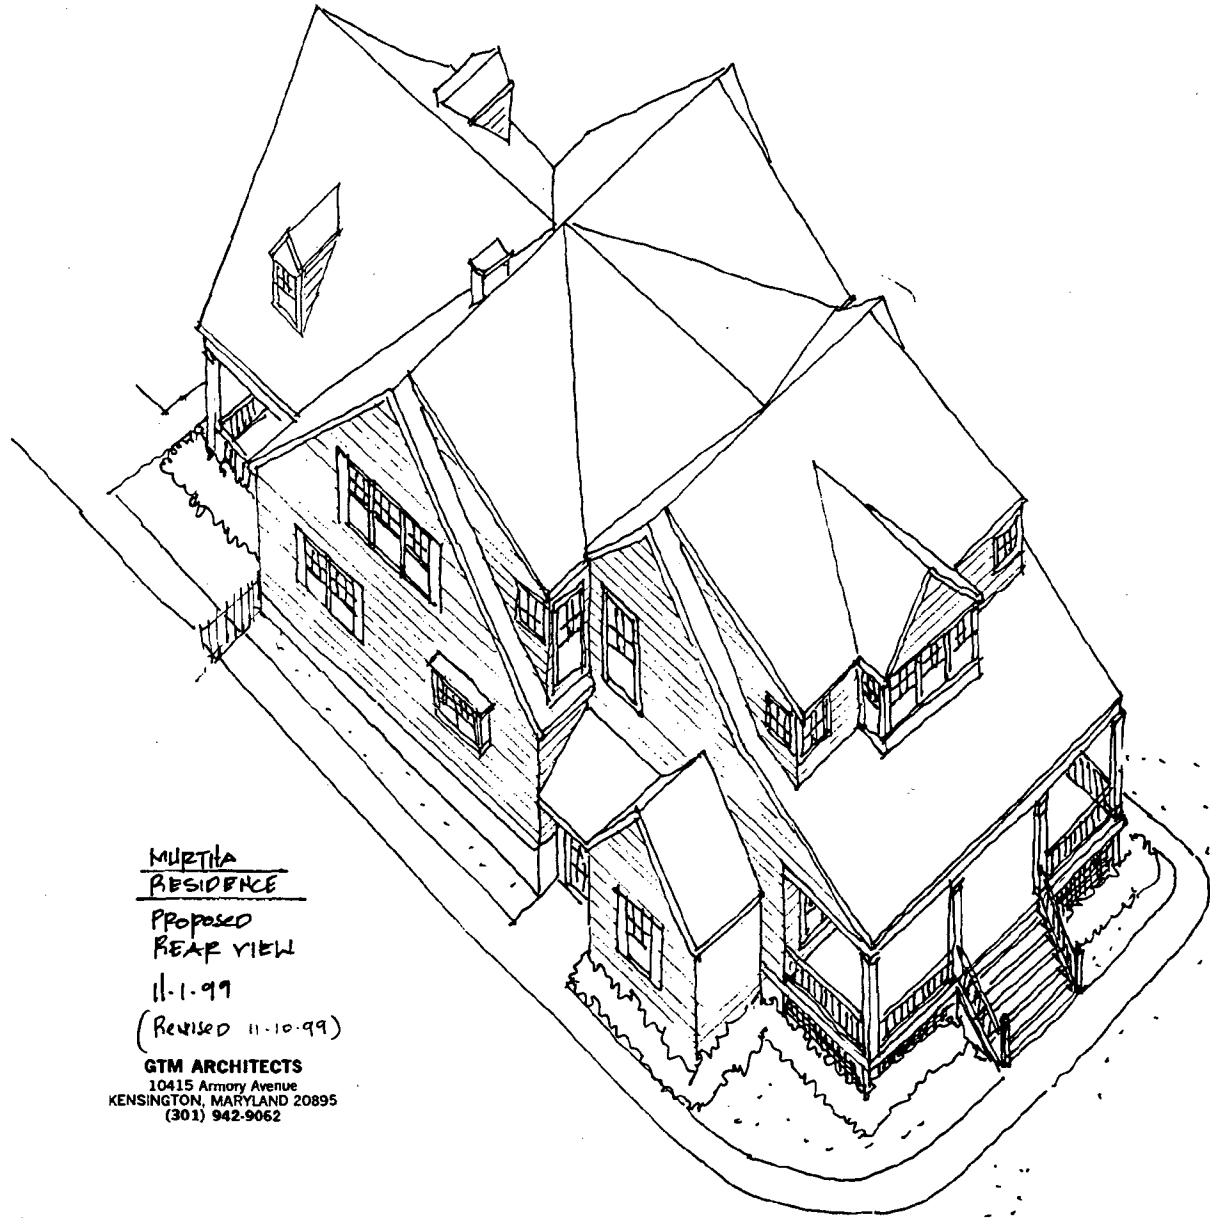 MURTHA
RESIDENCE
PROPOSED
REAR VIEW
11.1.99
(REVISED 11.10.99)
GTM ARCHITECTS
10415 Armory Avenue
KENSINGTON, MARYLAND 20895
(301) 942-9062